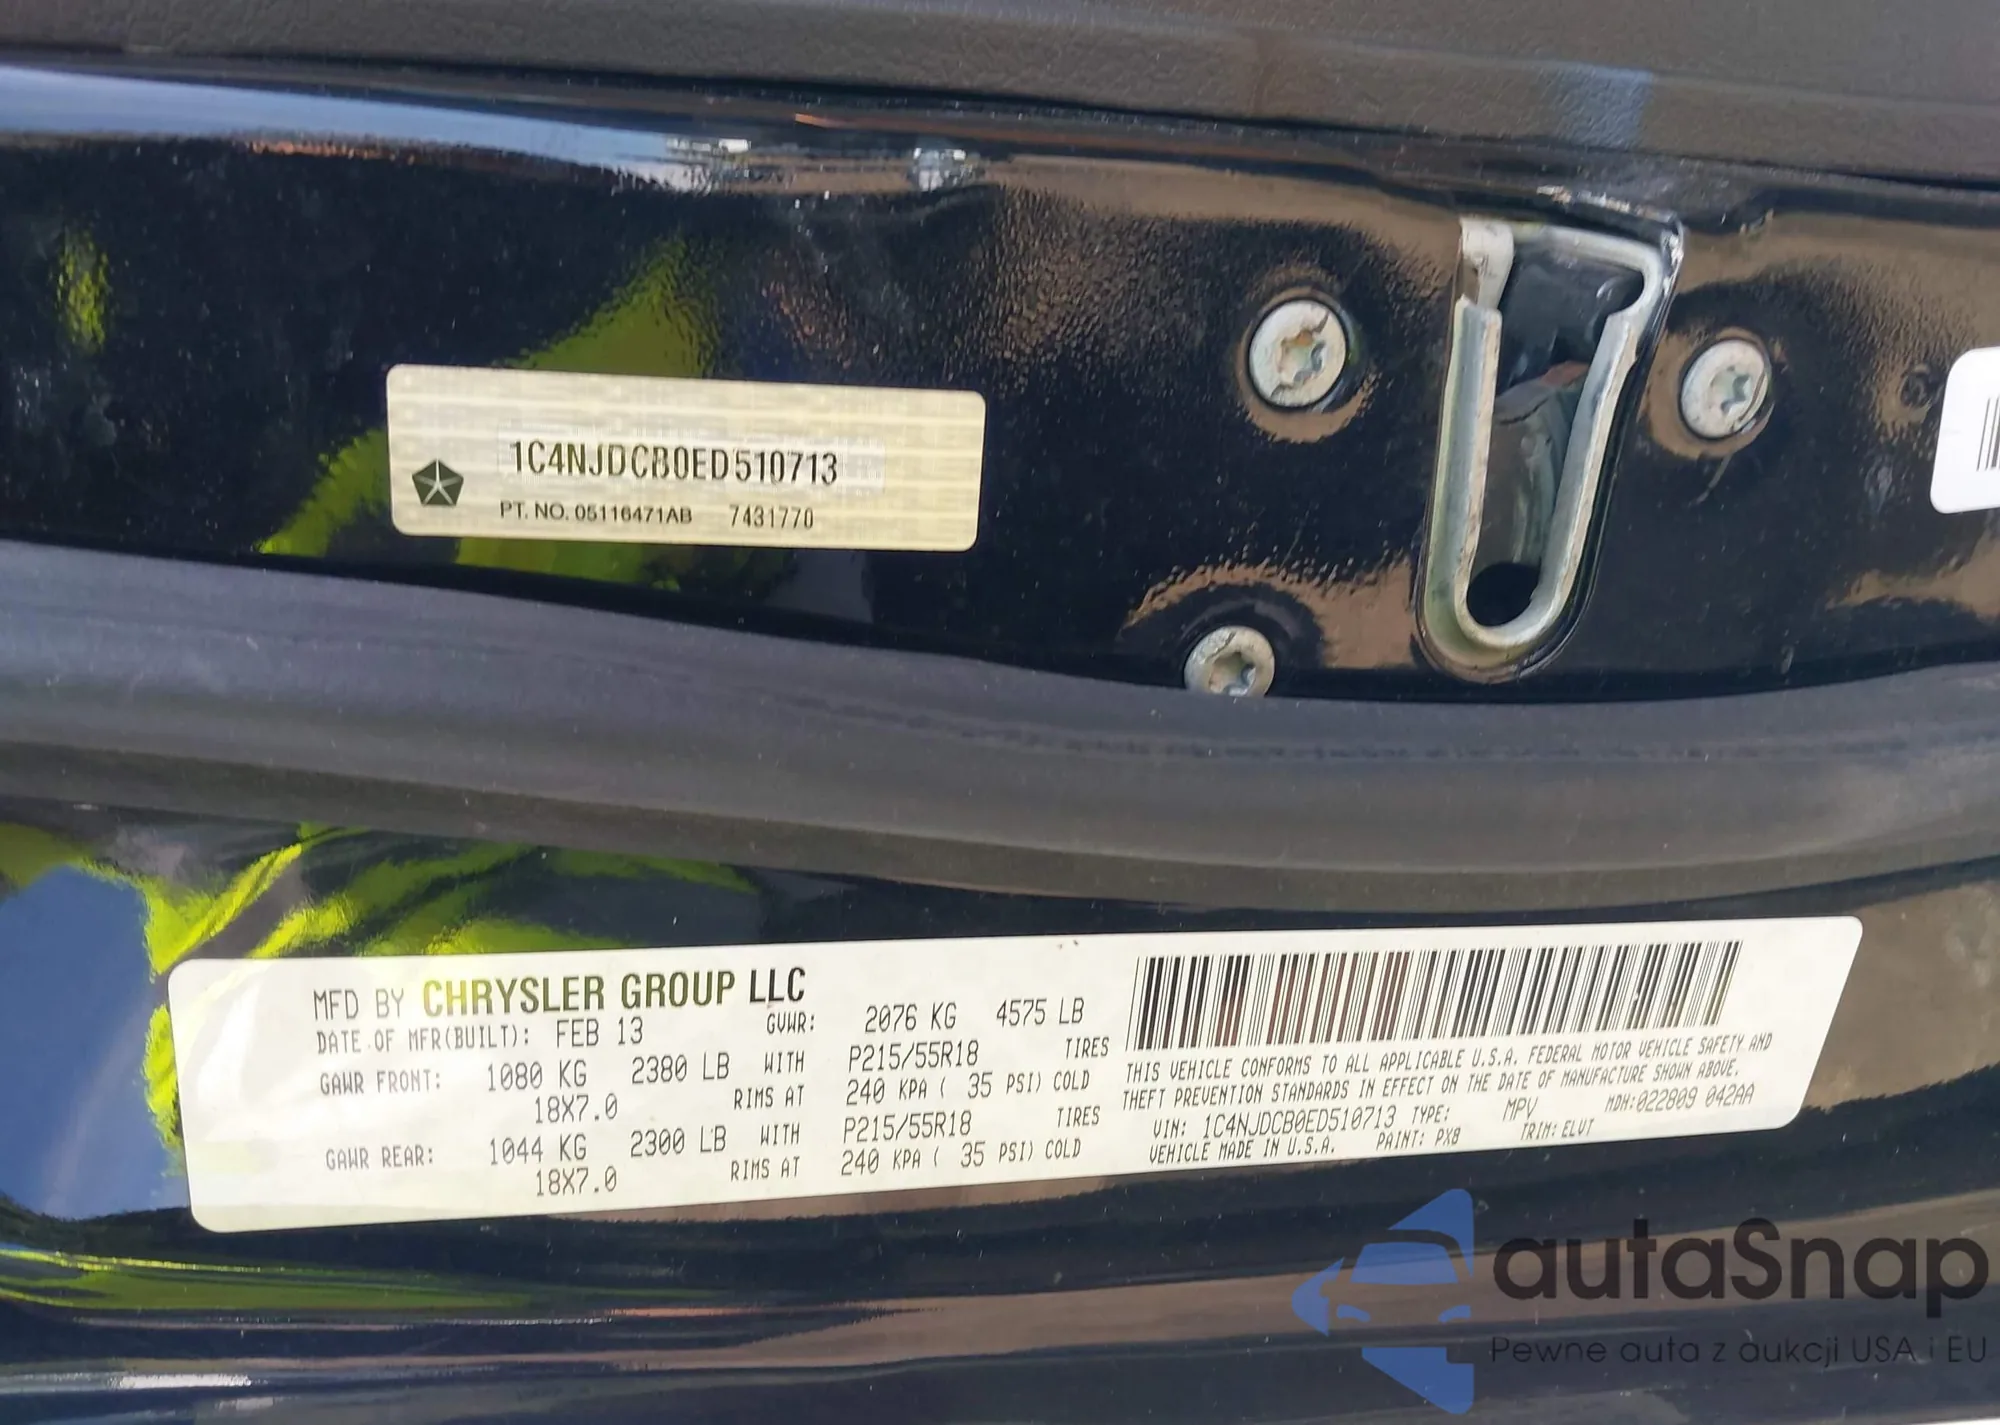 1C4NJDCB0ED510713
PT. NO. 05116471AB 7431770
MFD BY CHRYSLER GROUP LLC
DATE OF MFR(BUILT): FEB 13 GVWR: 2076 KG 4575 LB
GAWR FRONT: 1080 KG 2380 LB WITH P215/55R18 TIRES
18X7.0 RIMS AT 240 KPA ( 35 PSI) COLD
GAWR REAR: 1044 KG 2300 LB WITH P215/55R18 TIRES
18X7.0 RIMS AT 240 KPA ( 35 PSI) COLD
THIS VEHICLE CONFORMS TO ALL APPLICABLE U.S.A. FEDERAL MOTOR VEHICLE SAFETY AND
THEFT PREVENTION STANDARDS IN EFFECT ON THE DATE OF MANUFACTURE SHOWN ABOVE.
VIN: 1C4NJDCB0ED510713 TYPE: MPV MDH:022809 042AA
VEHICLE MADE IN U.S.A. PAINT: PX8 TRIM: ELVT
autaSnap
Pewne auta z aukcji USA i EU